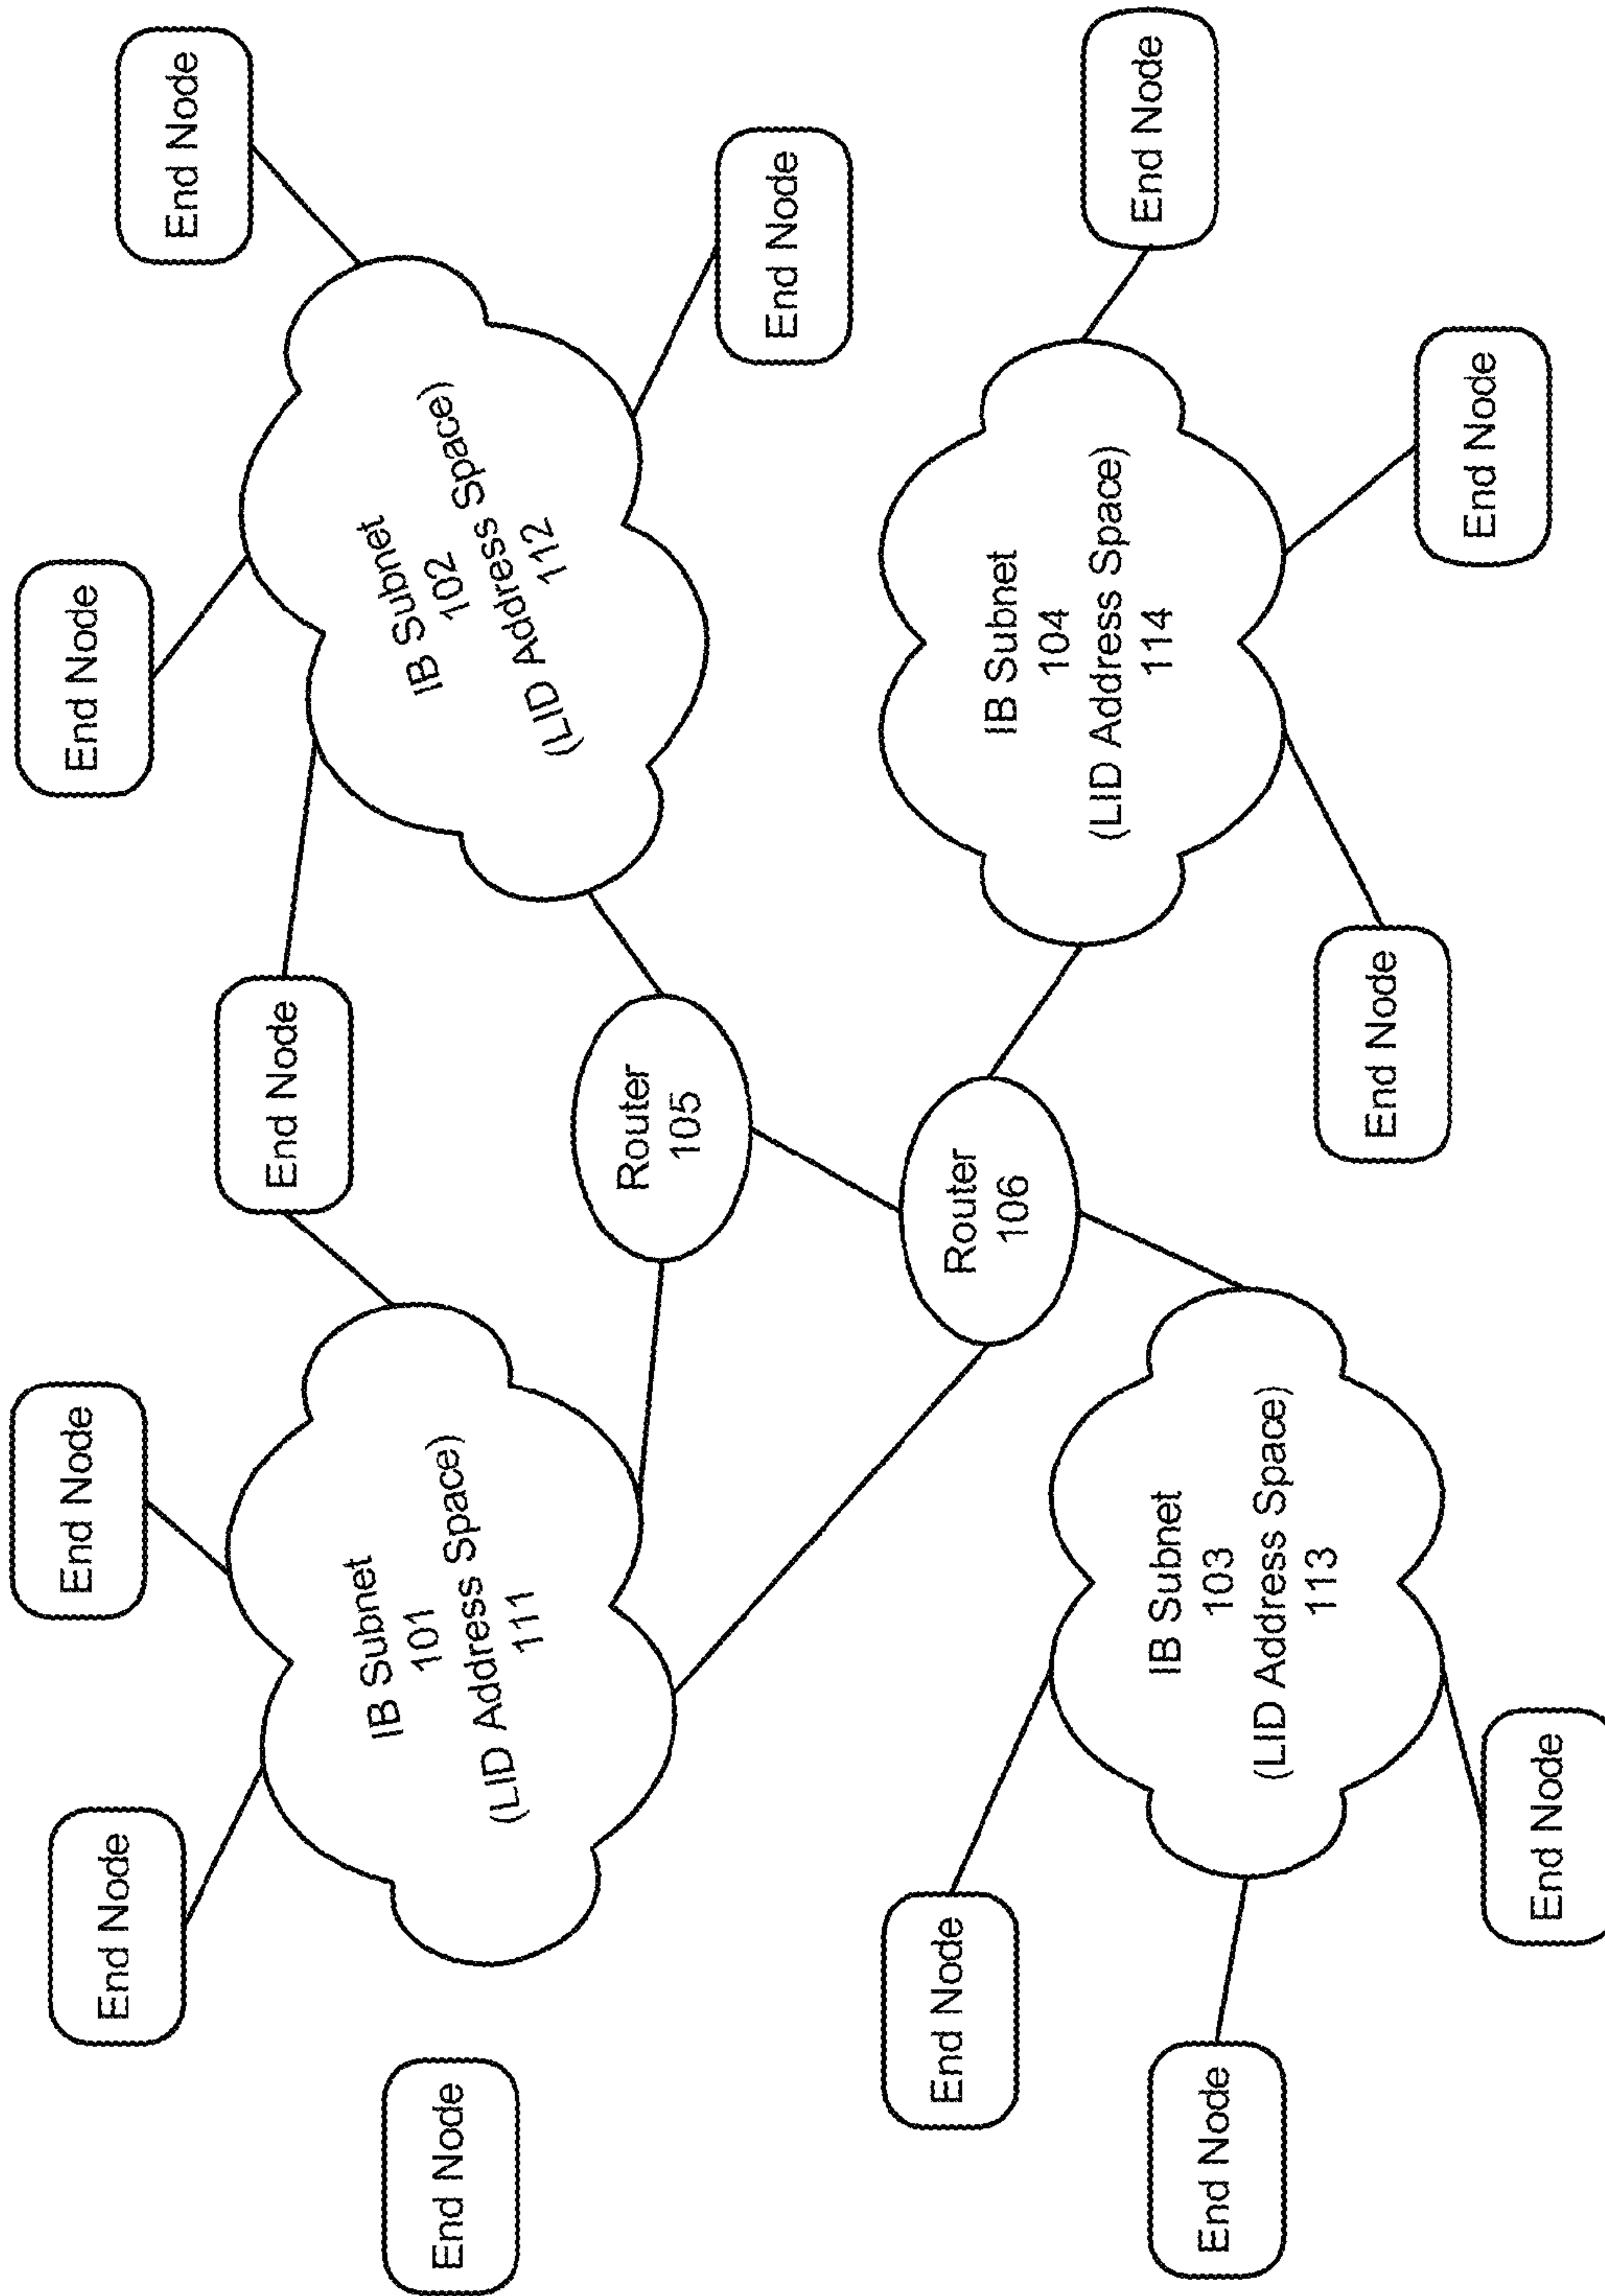 End Node
End Node
End Node
End Node
End Node
IB Subnet
101
(LID Address Space)
111
IB Subnet
102
(LID Address Space)
112
End Node
Router
105
End Node
End Node
Router
106
IB Subnet
104
(LID Address Space)
114
End Node
IB Subnet
103
(LID Address Space)
113
End Node
End Node
End Node
End Node